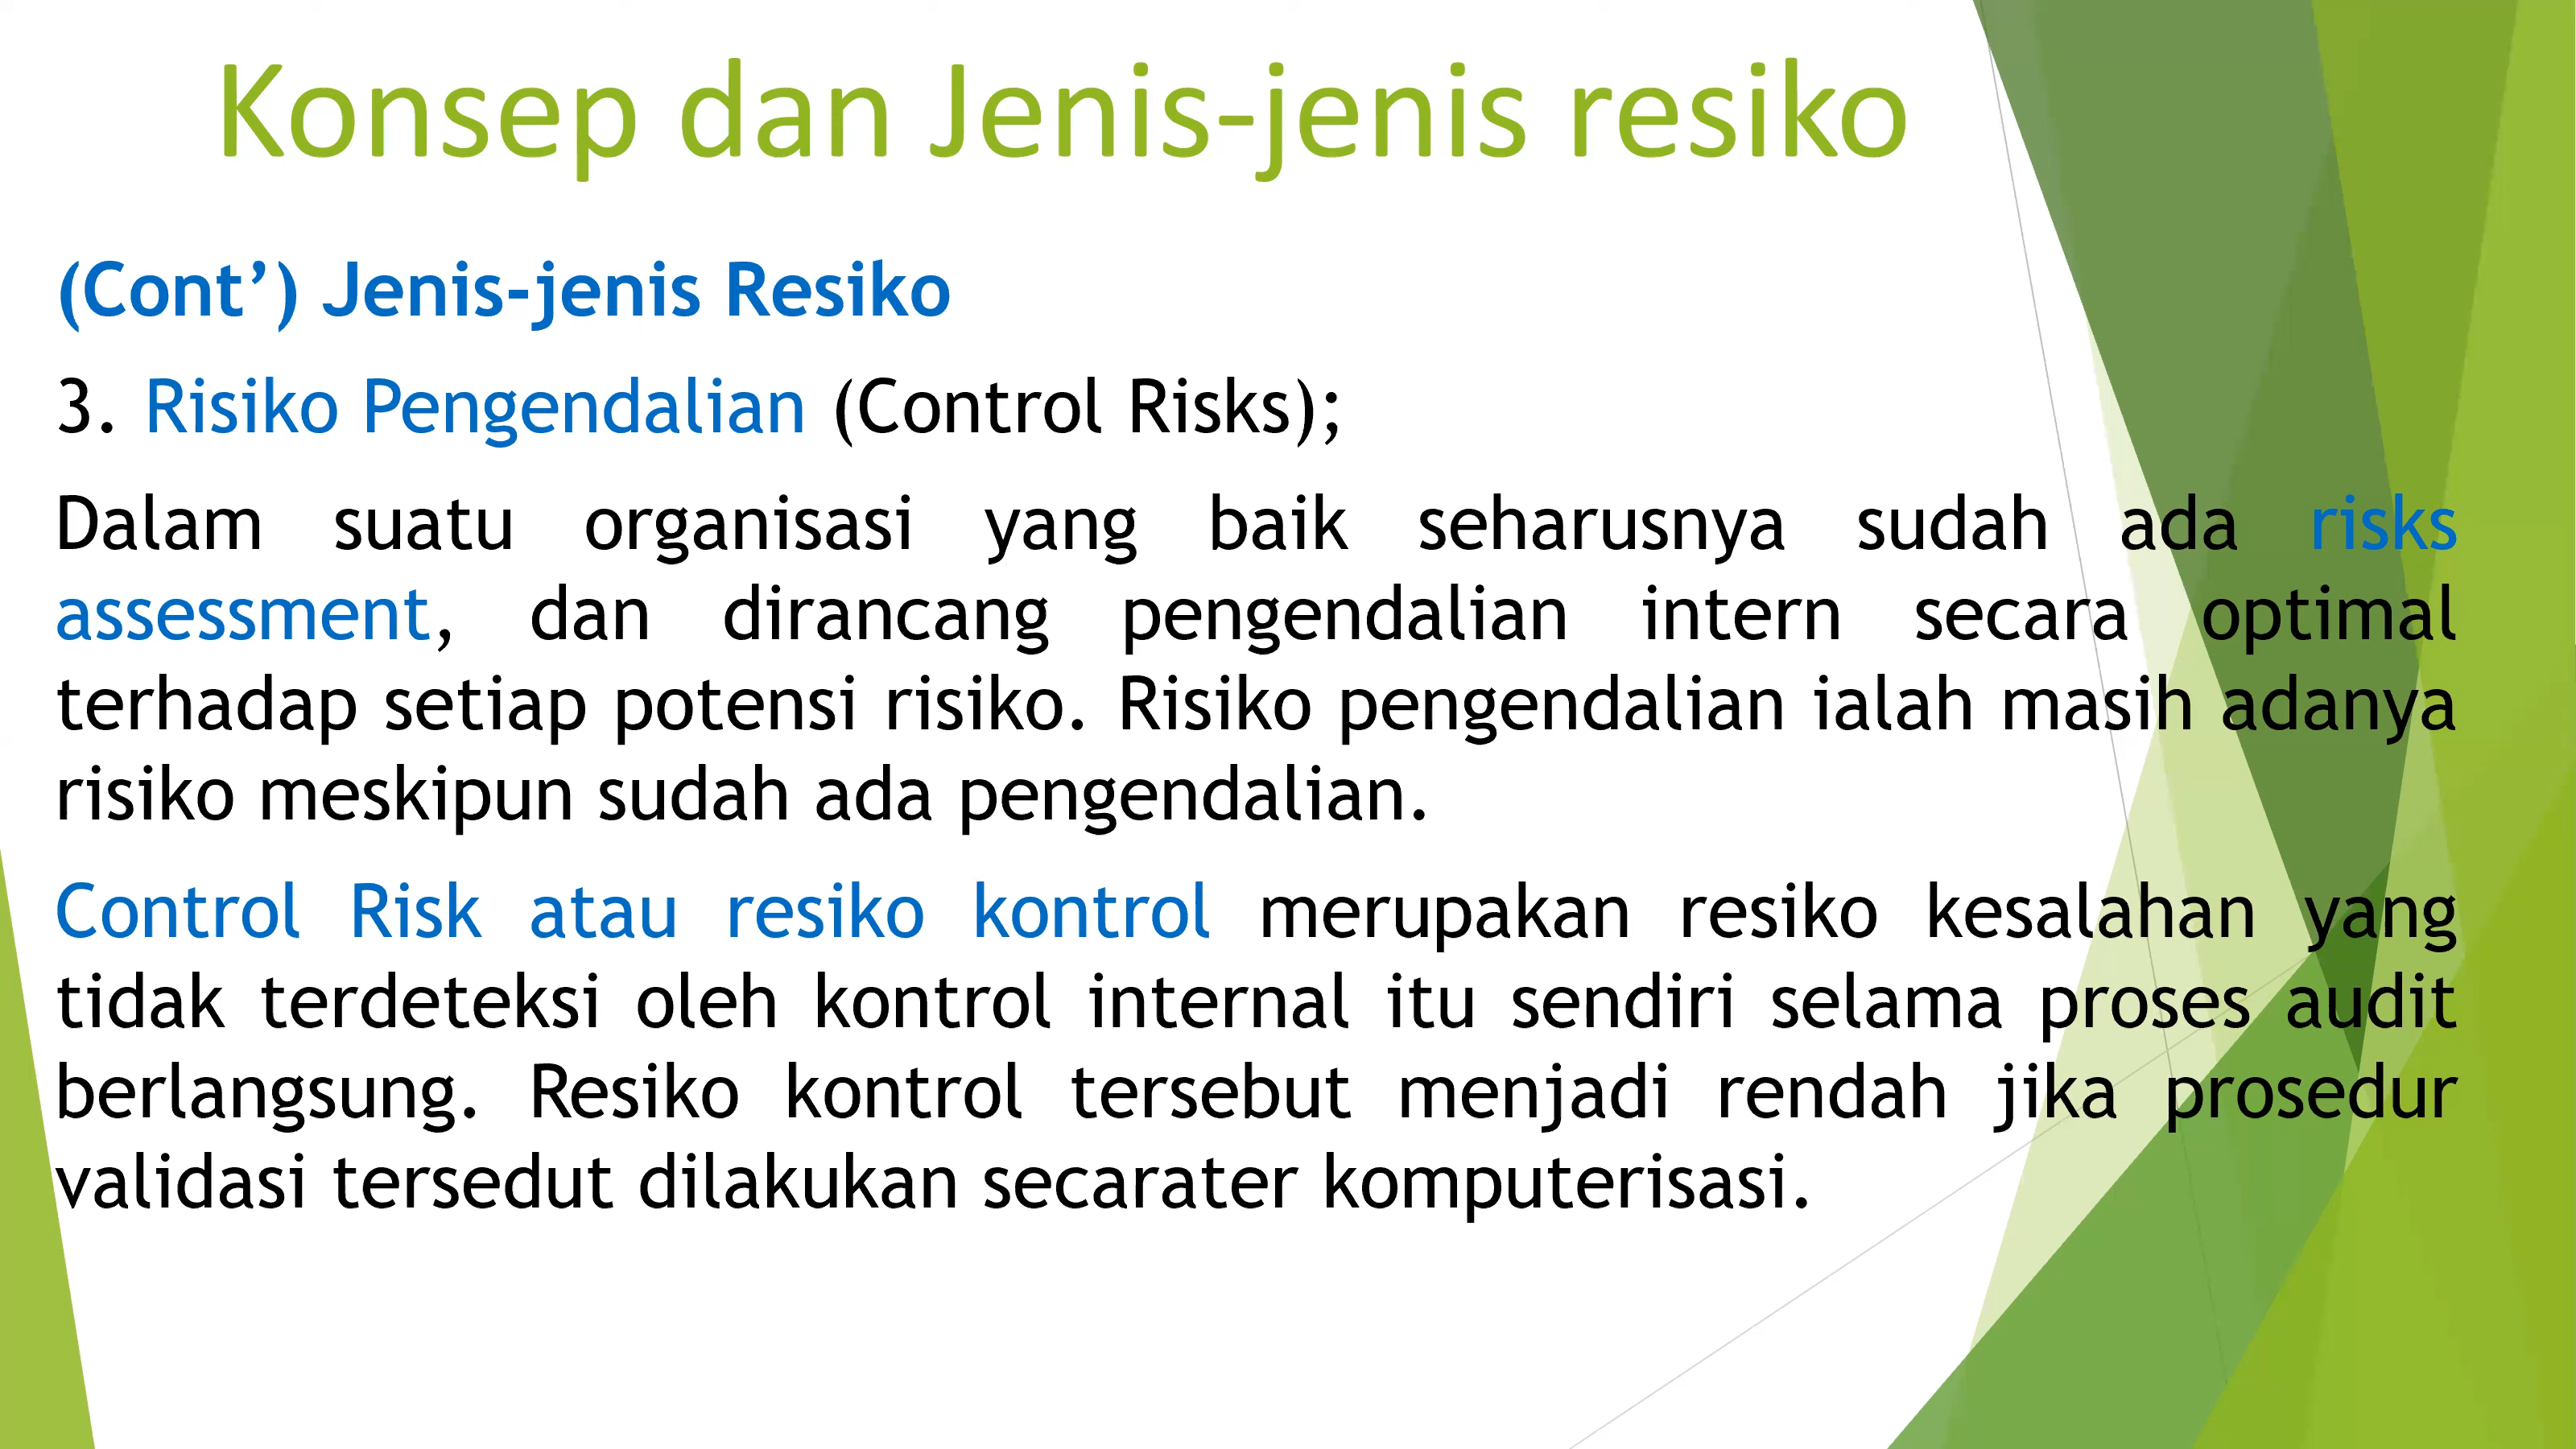 Konsep dan Jenis-jenis resiko
(Cont’) Jenis-jenis Resiko
3. Risiko Pengendalian (Control Risks);
Dalam suatu organisasi yang baik seharusnya sudah ada risks
assessment, dan dirancang pengendalian intern secara optimal
terhadap setiap potensi risiko. Risiko pengendalian ialah masih adanya
risiko meskipun sudah ada pengendalian.
Control Risk atau resiko kontrol merupakan resiko kesalahan yang
tidak terdeteksi oleh kontrol internal itu sendiri selama proses audit
berlangsung. Resiko kontrol tersebut menjadi rendah jika prosedur
validasi tersedut dilakukan secarater komputerisasi.